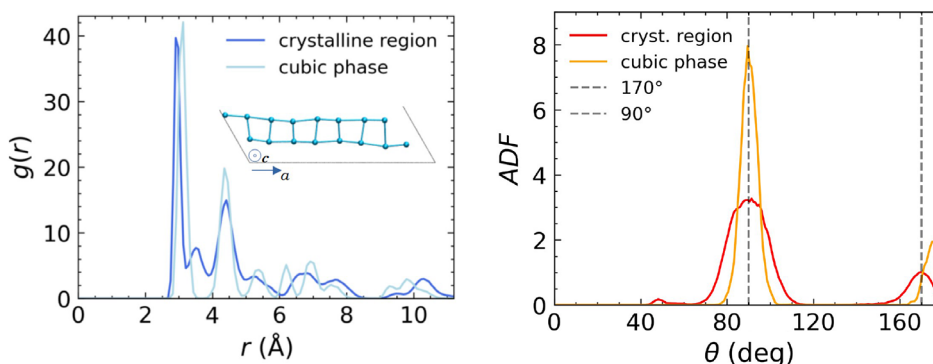 40
30
20
10
0
g(r)
crystalline region
cubic phase
c
a
0 2 4 6 8 10
r (Å)
8
6
4
2
0
ADF
cryst. region
cubic phase
170°
90°
0 40 80 120 160
θ (deg)